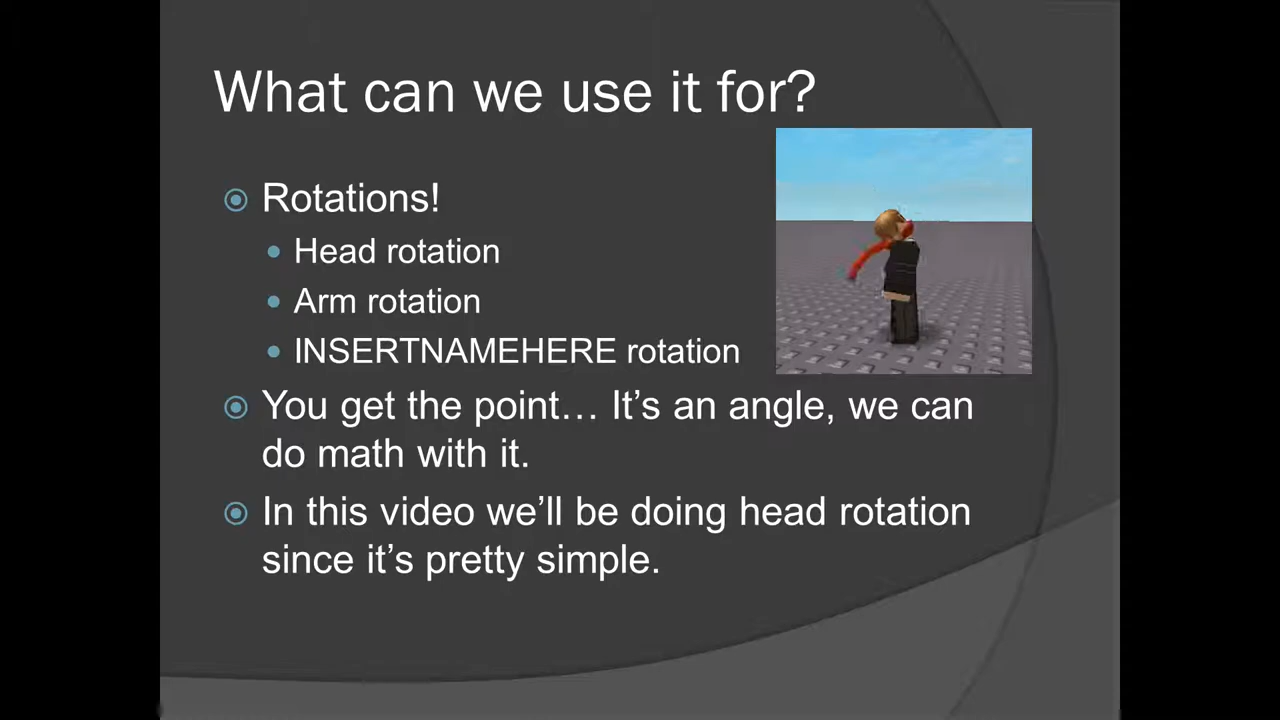 What can we use it for?
Rotations!
Head rotation
Arm rotation
INSERTNAMEHERE rotation
You get the point… It’s an angle, we can
do math with it.
In this video we’ll be doing head rotation
since it’s pretty simple.